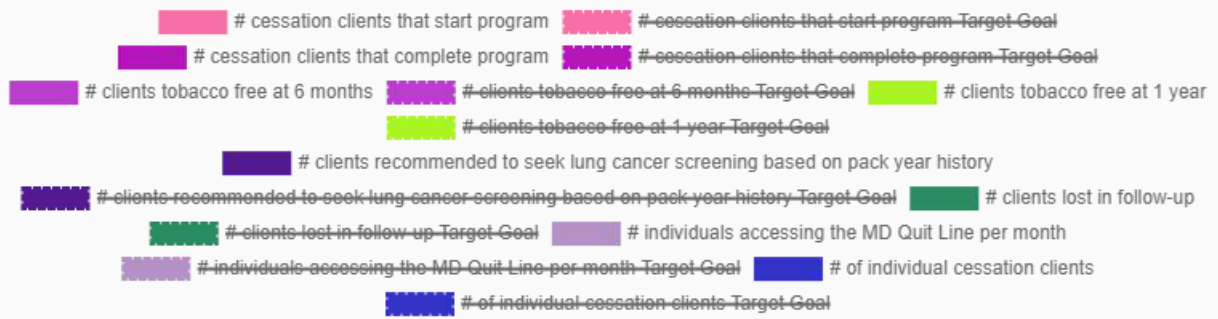 # cessation clients that start program # cessation clients that start program Target Goal
# cessation clients that complete program # cessation clients that complete program Target Goal
# clients tobacco free at 6 months # clients tobacco free at 6 months Target Goal # clients tobacco free at 1 year
# clients tobacco free at 1 year Target Goal
# clients recommended to seek lung cancer screening based on pack year history
# clients recommended to seek lung cancer screening based on pack year history Target Goal # clients lost in follow-up
# clients lost in follow-up Target Goal # individuals accessing the MD Quit Line per month
# individuals accessing the MD Quit Line per month Target Goal # of individual cessation clients
# of individual cessation clients Target Goal